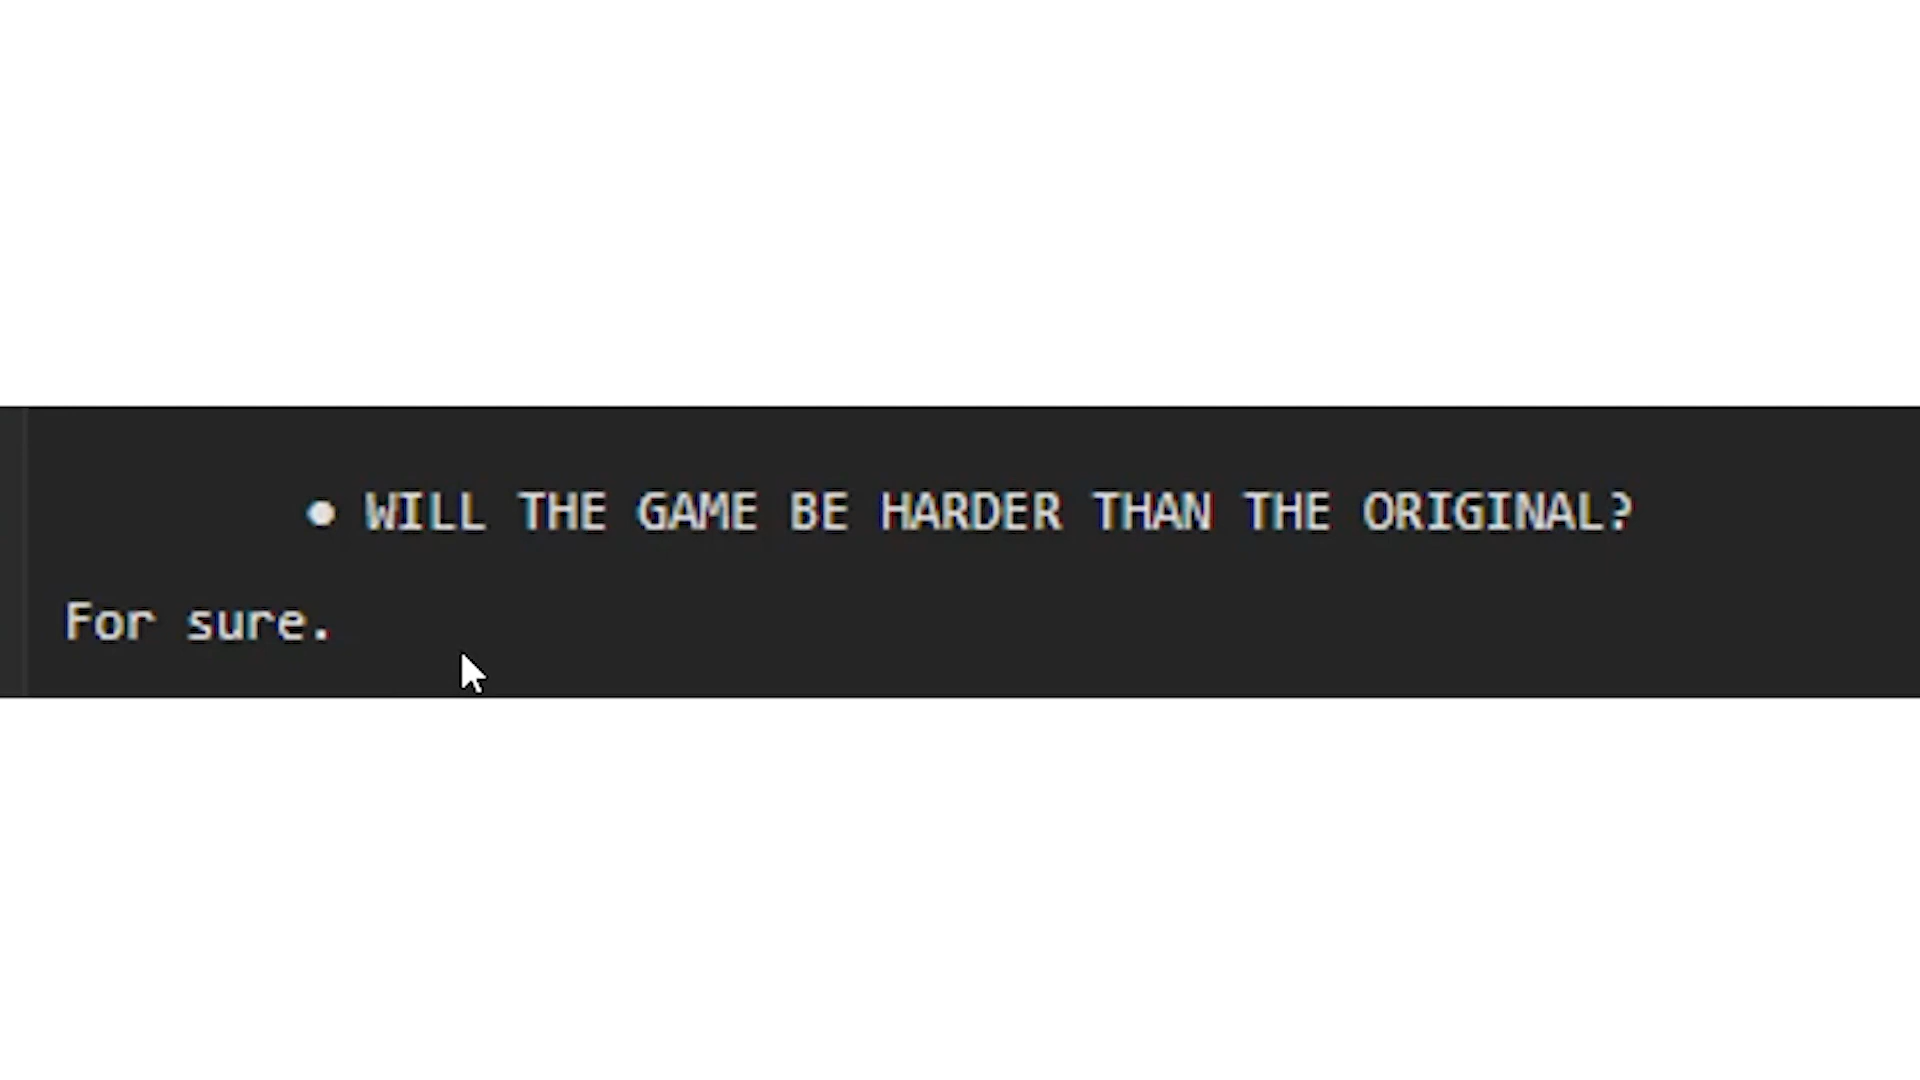 • WILL THE GAME BE HARDER THAN THE ORIGINAL?
For sure.